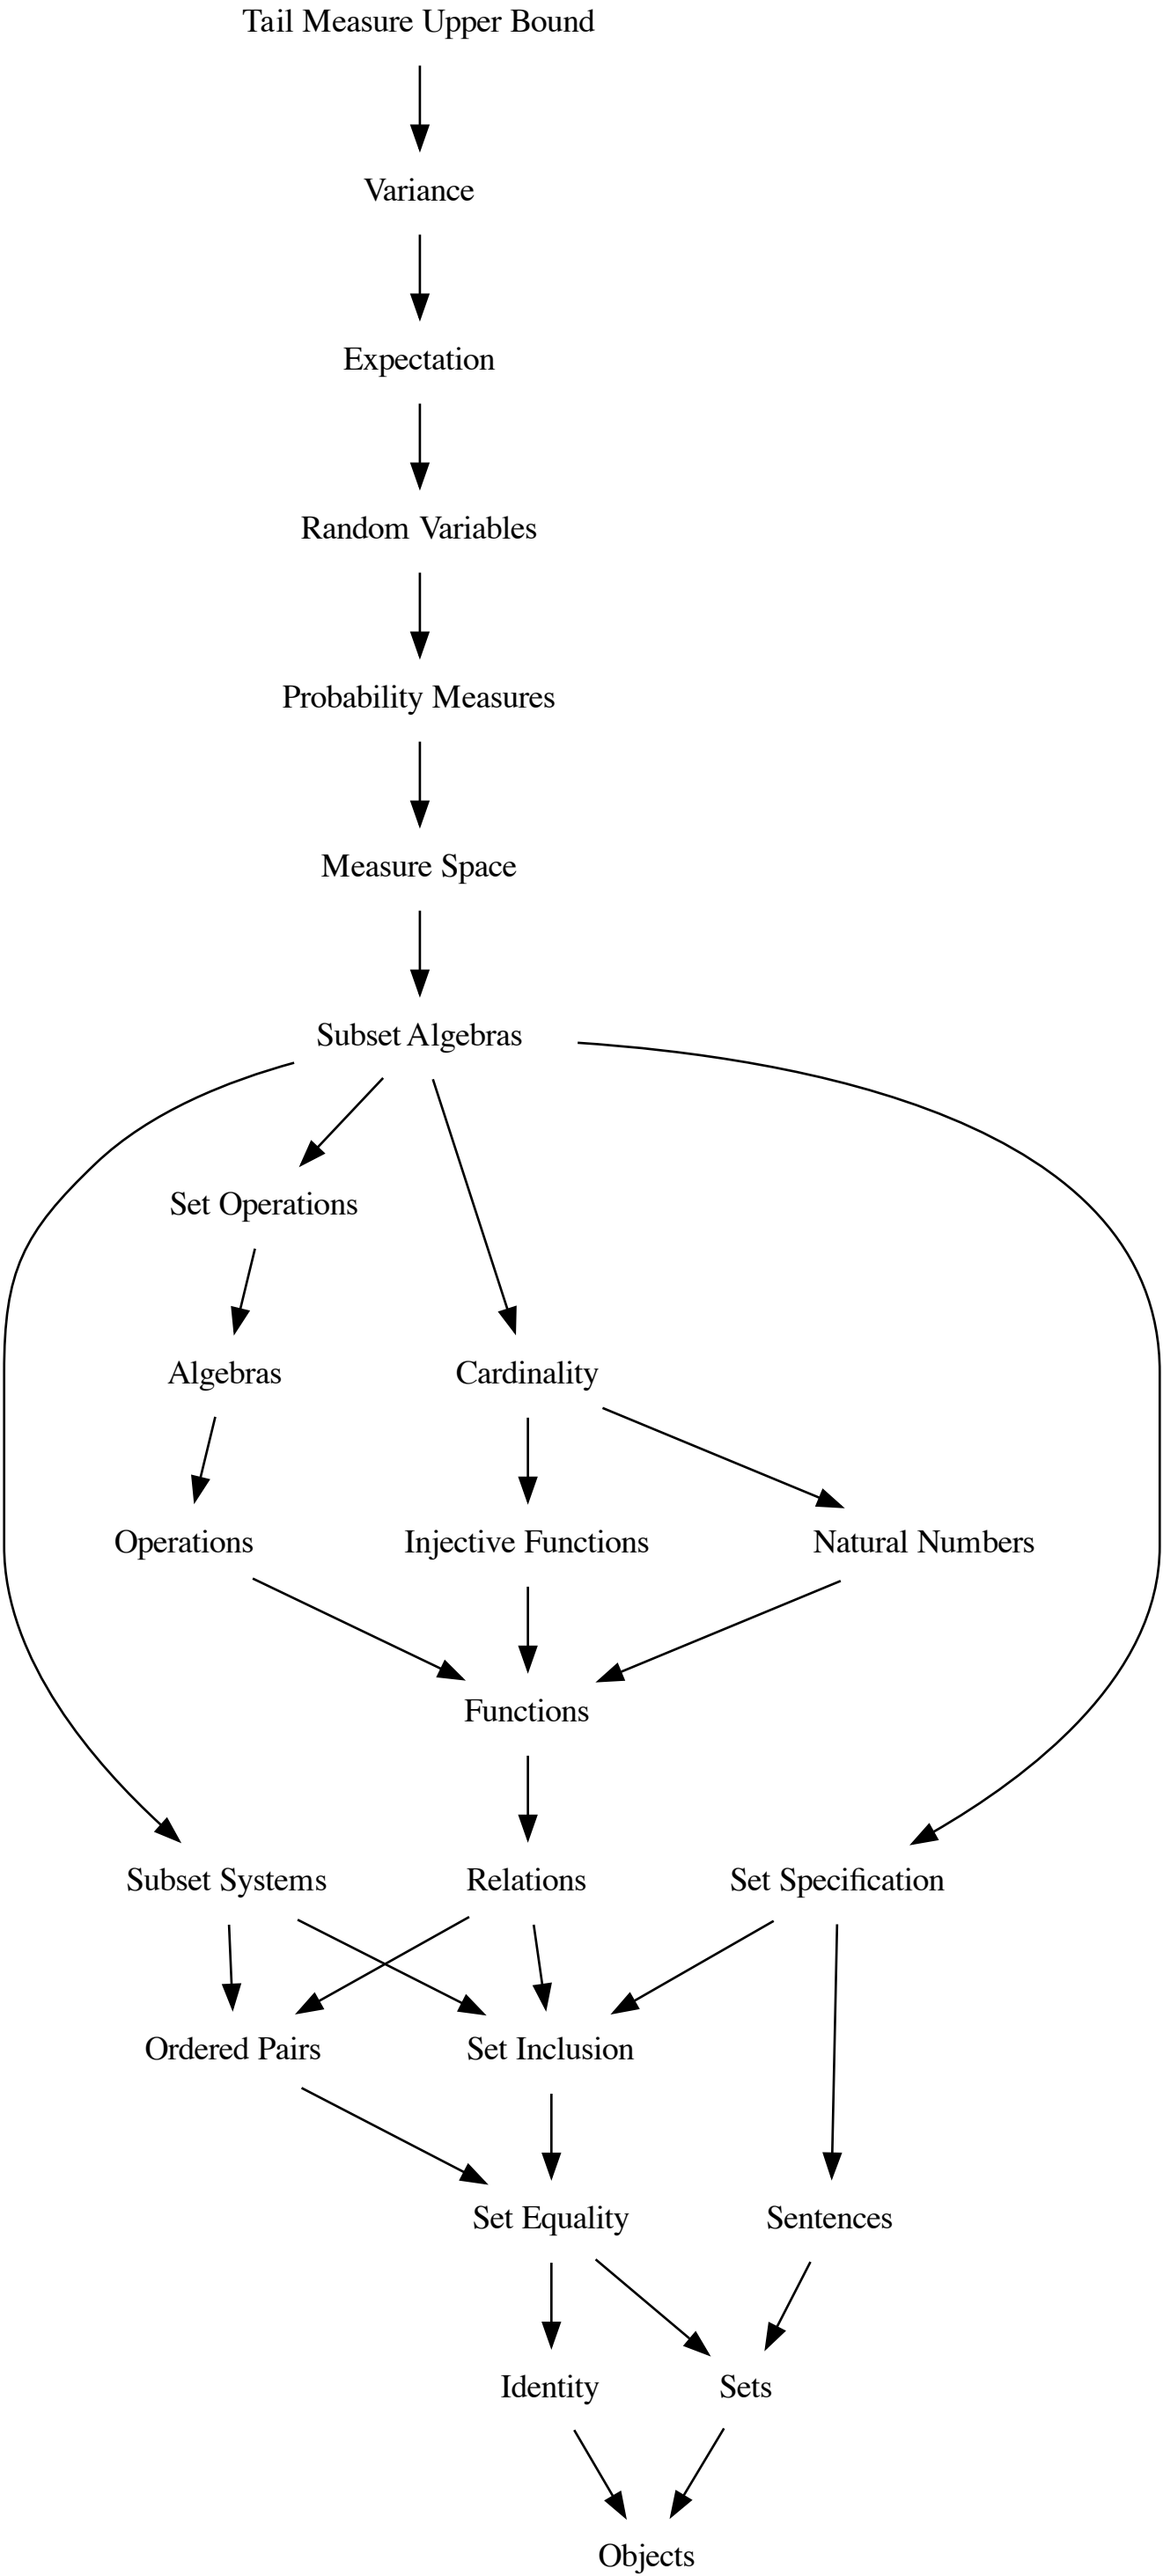 Tail Measure Upper Bound
Variance
Expectation
Random Variables
Probability Measures
Measure Space
Subset Algebras
Set Operations
Algebras
Cardinality
Operations
Injective Functions
Natural Numbers
Functions
Subset Systems
Relations
Set Specification
Ordered Pairs
Set Inclusion
Set Equality
Sentences
Identity
Sets
Objects